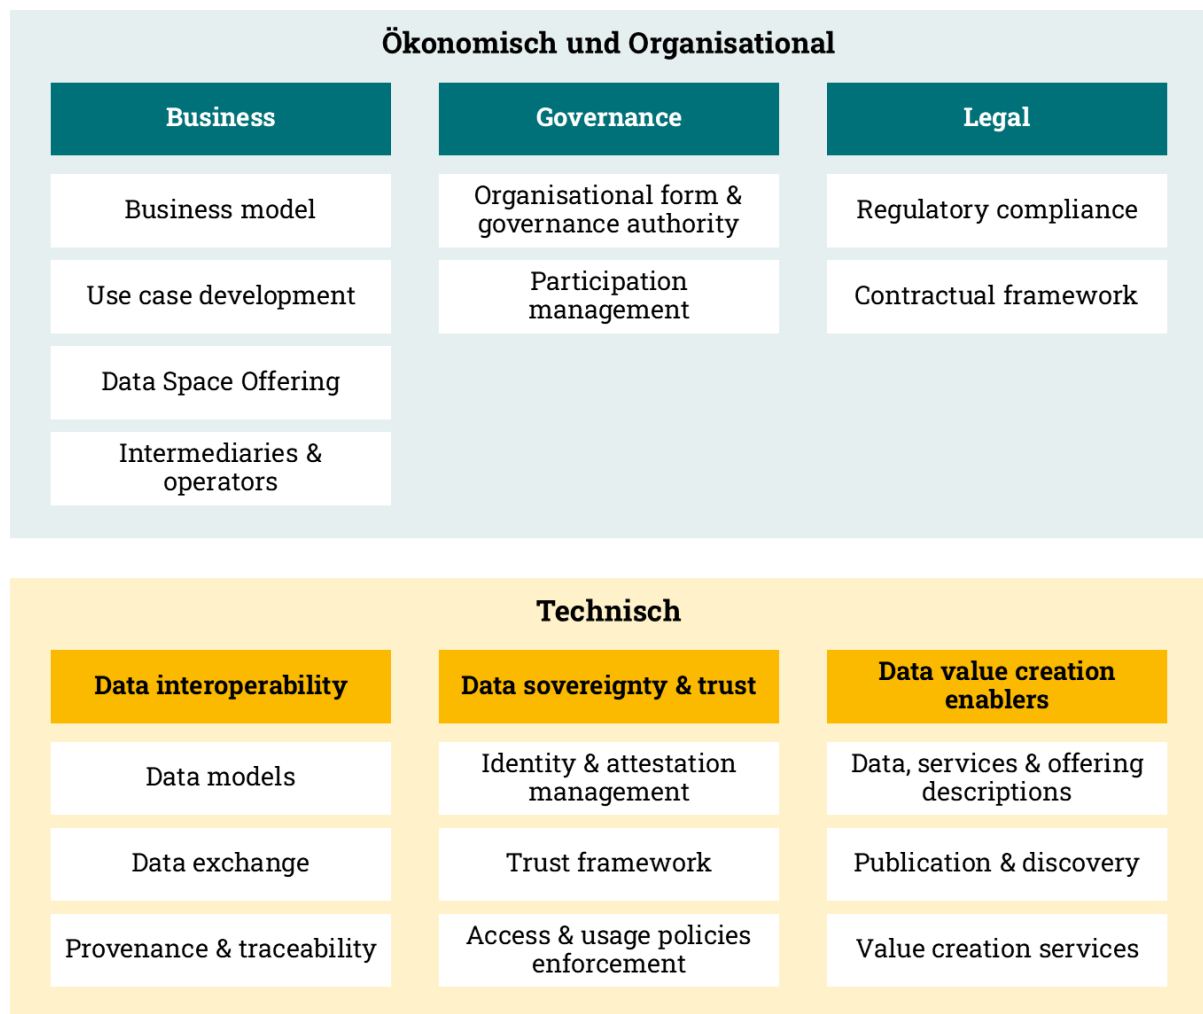 Ökonomisch und Organisational
Business
Business model
Use case development
Data Space Offering
Intermediaries &
operators
Governance
Organisational form &
governance authority
Participation
management
Legal
Regulatory compliance
Contractual framework
Technisch
Data interoperability
Data models
Data exchange
Provenance & traceability
Data sovereignty & trust
Identity & attestation
management
Trust framework
Access & usage policies
enforcement
Data value creation
enablers
Data, services & offering
descriptions
Publication & discovery
Value creation services